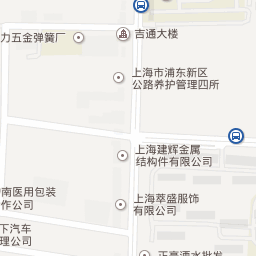 力五金弹簧厂
吉通大楼
上海市浦东新区
公路养护管理四所
上海建辉金属
结构件有限公司
南医用包装
作公司
上海萃盛服饰
有限公司
下汽车
理公司